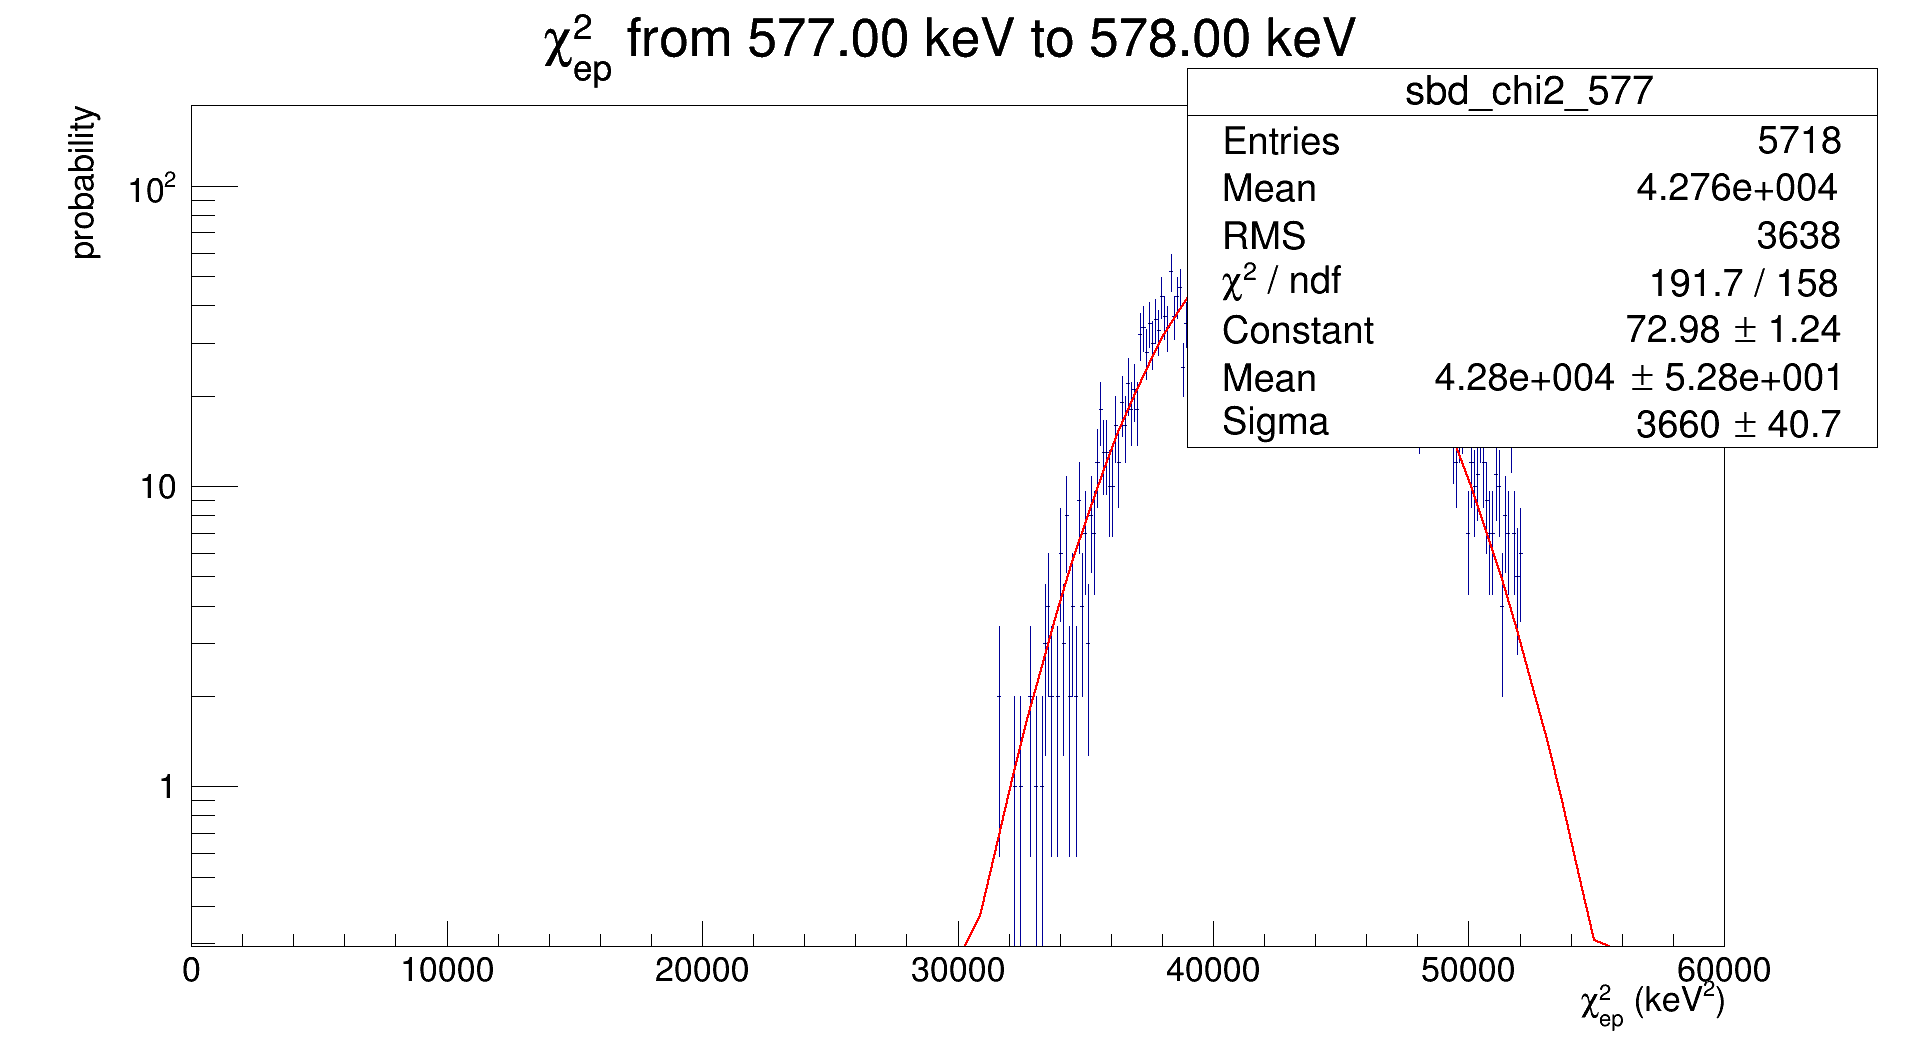 χ²ep from 577.00 keV to 578.00 keV
sbd_chi2_577
Entries 5718
Mean 4.276e+004
RMS 3638
χ² / ndf 191.7 / 158
Constant 72.98 ± 1.24
Mean 4.28e+004 ± 5.28e+001
Sigma 3660 ± 40.7
probability
10²
10
1
0 10000 20000 30000 40000 50000 60000
χ²ep (keV²)